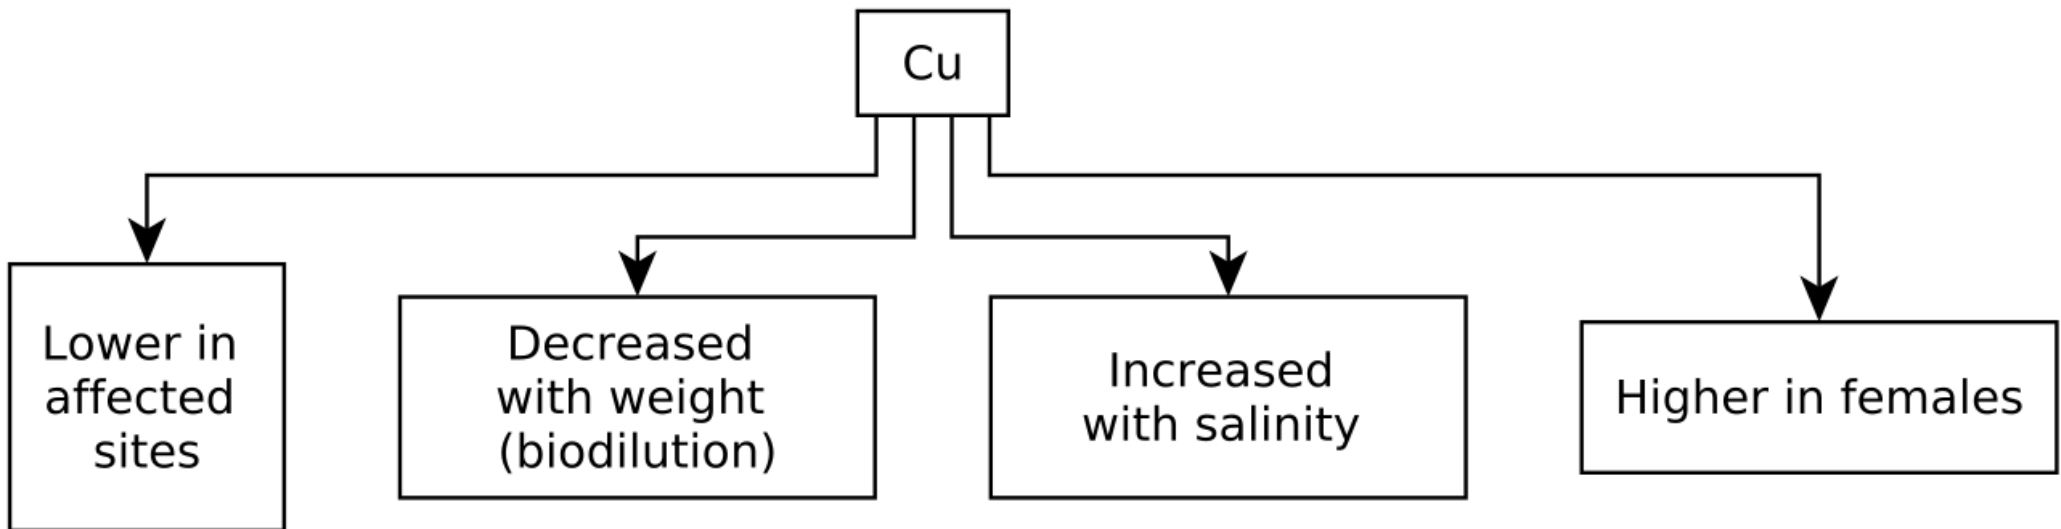 Cu
Lower in
affected
sites
Decreased
with weight
(biodilution)
Increased
with salinity
Higher in females